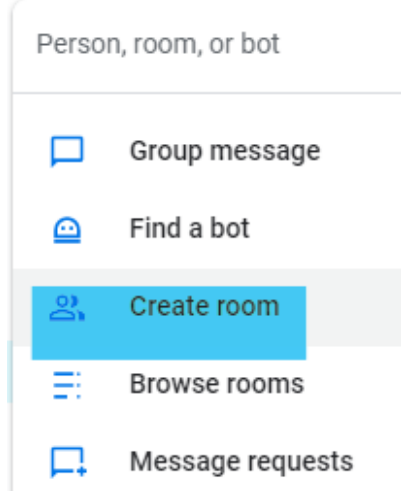 Person, room, or bot
Group message
Find a bot
Create room
Browse rooms
Message requests